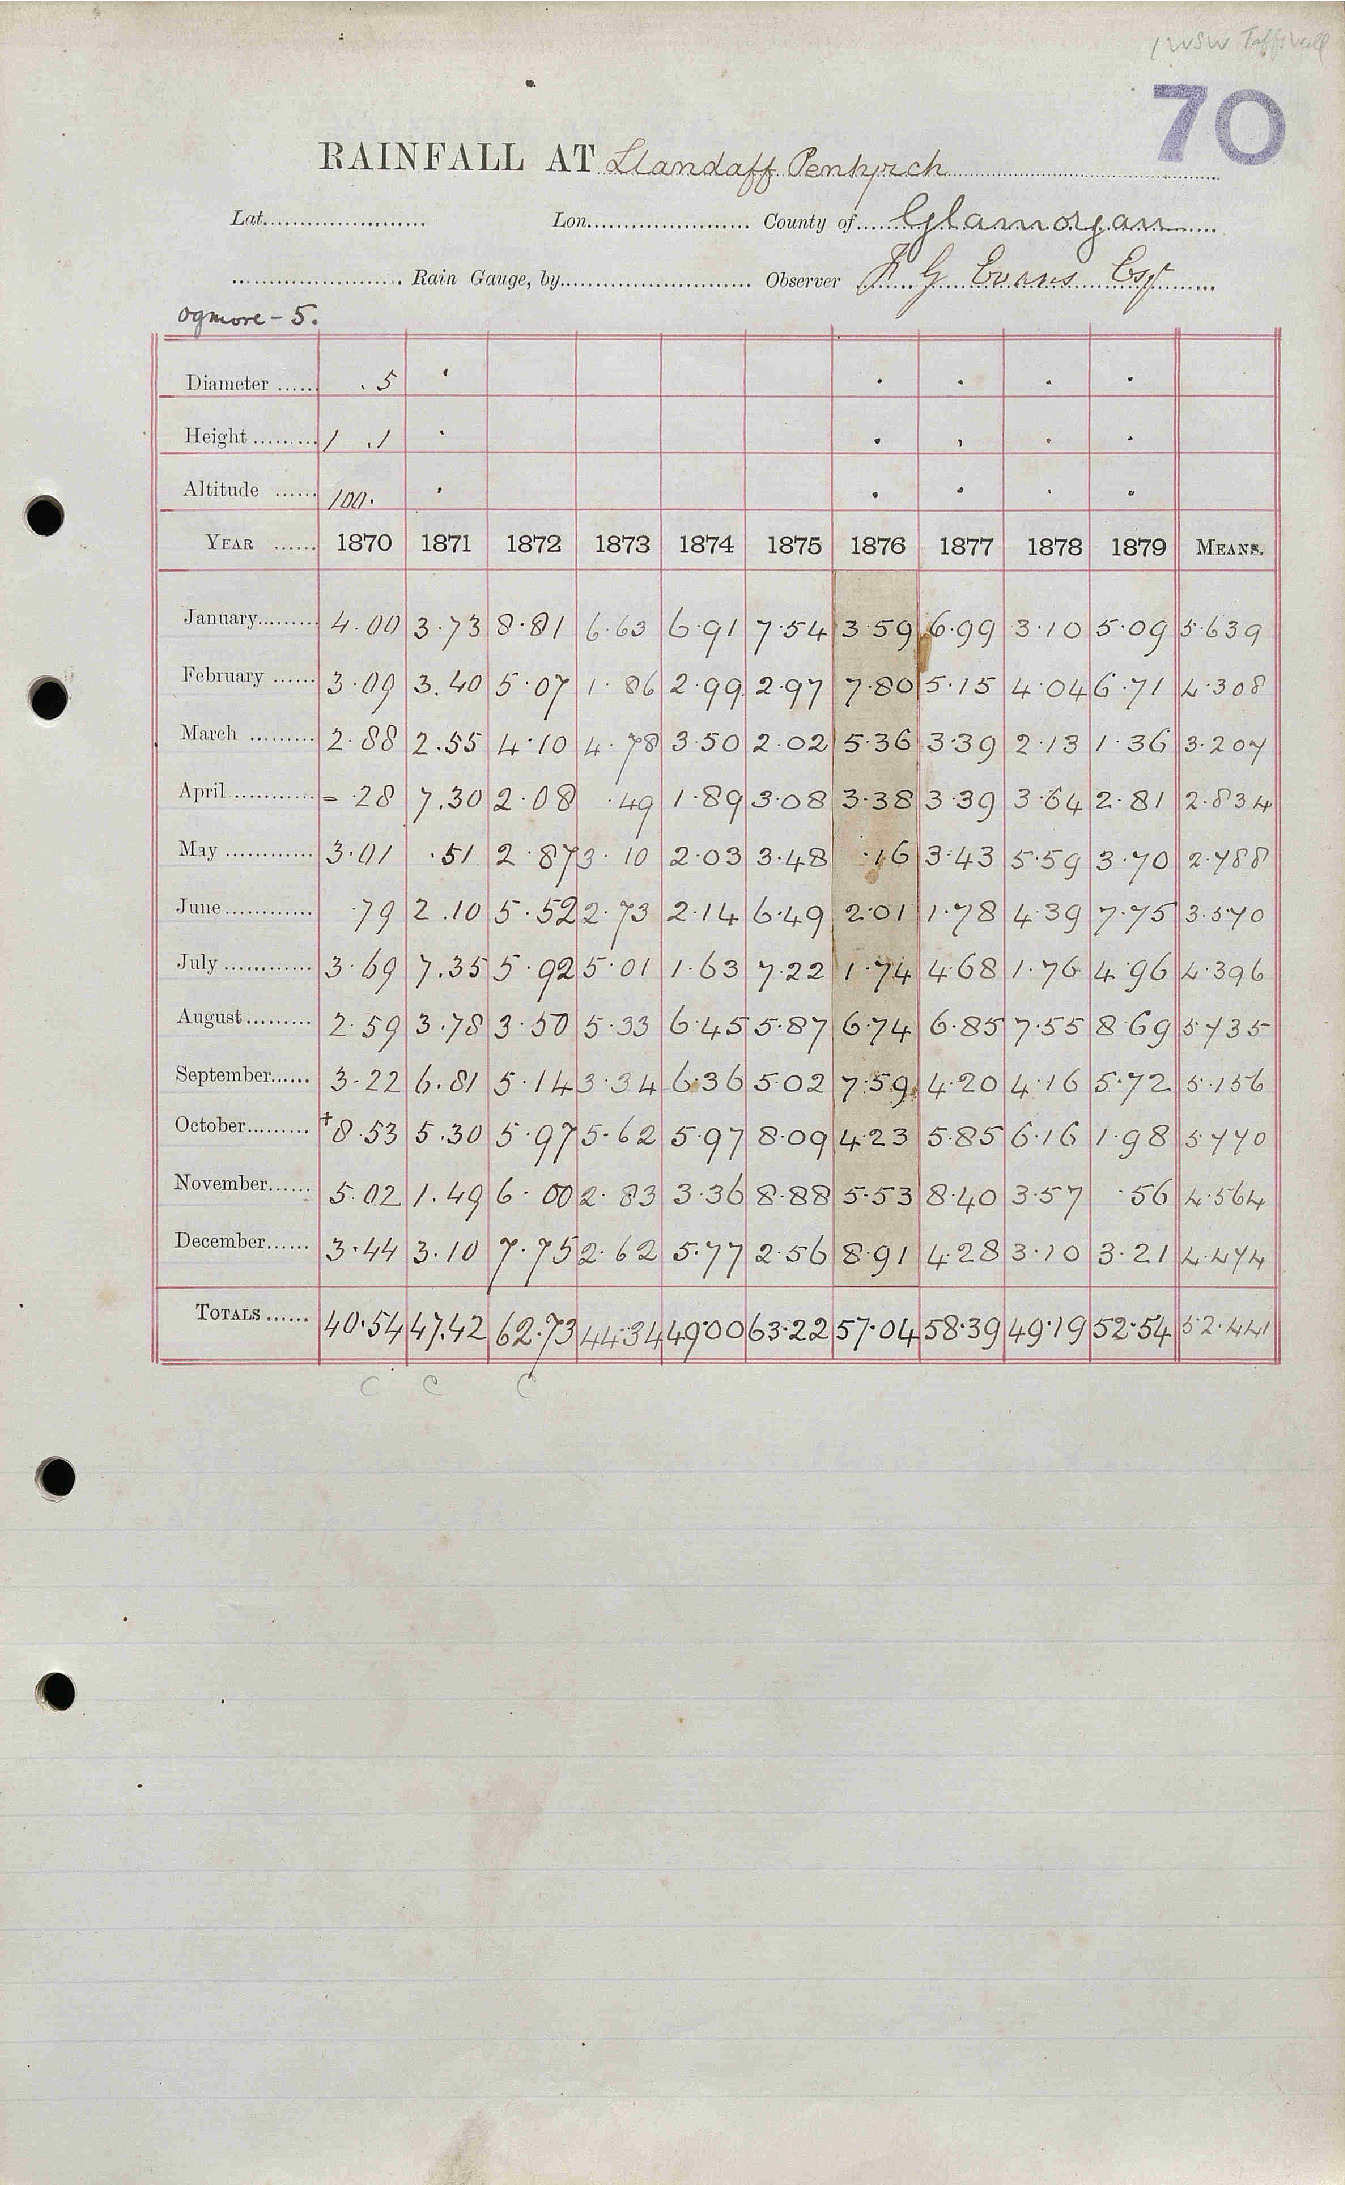 1 WSW Taffs Well
70
RAINFALL AT Llandaff Pentyrch
Lat. Lon. County of Glamorgan
Rain Gauge, by Observer F G Evans Esq
Ogmore - 5.
Diameter .5
Height 1 .1
Altitude 100.
YEAR 1870 1871 1872 1873 1874 1875 1876 1877 1878 1879 MEANS.
January 4.00 3.73 8.81 6.63 6.91 7.54 3.59 6.99 3.10 5.09 5.639
February 3.09 3.40 5.07 1.86 2.99 2.97 7.80 5.15 4.04 6.71 4.308
March 2.88 2.55 4.10 4.78 3.50 2.02 5.36 3.39 2.13 1.36 3.207
April - .28 7.30 2.08 .49 1.89 3.08 3.38 3.39 3.64 2.81 2.834
May 3.01 .51 2.87 3.10 2.03 3.48 .16 3.43 5.59 3.70 2.788
June .79 2.10 5.52 2.73 2.14 6.49 2.01 1.78 4.39 7.75 3.570
July 3.69 7.35 5.92 5.01 1.63 7.22 1.74 4.68 1.76 4.96 4.396
August 2.59 3.78 3.50 5.33 6.45 5.87 6.74 6.85 7.55 8.69 5.735
September 3.22 6.81 5.14 3.34 6.36 5.02 7.59 4.20 4.16 5.72 5.156
October +8.53 5.30 5.97 5.62 5.97 8.09 4.23 5.85 6.16 1.98 5.770
November 5.02 1.49 6.00 2.83 3.36 8.88 5.53 8.40 3.57 .56 4.564
December 3.44 3.10 7.75 2.62 5.77 2.56 8.91 4.28 3.10 3.21 4.474
TOTALS 40.54 47.42 62.73 44.34 49.00 63.22 57.04 58.39 49.19 52.54 52.441
C C C